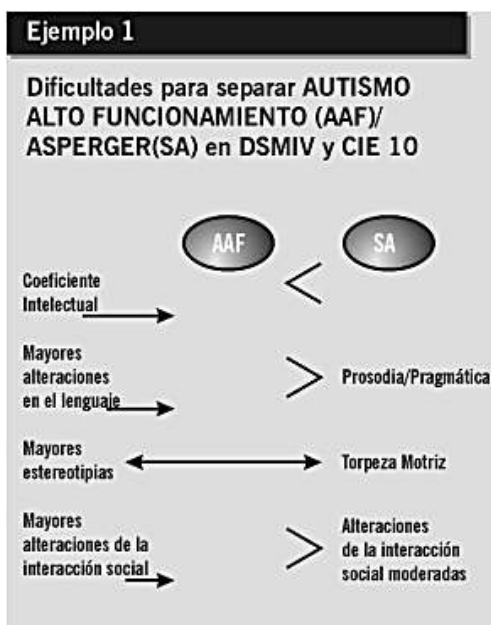 Ejemplo 1
Dificultades para separar AUTISMO
ALTO FUNCIONAMIENTO (AAF)/
ASPERGER(SA) en DSMIV y CIE 10
AAF < SA
Coeficiente
Intelectual
Mayores
alteraciones
en el lenguaje
> Prosodia/Pragmática
Mayores
estereotipias
Torpeza Motriz
Mayores
alteraciones de la
interacción social
>
Alteraciones
de la interacción
social moderadas